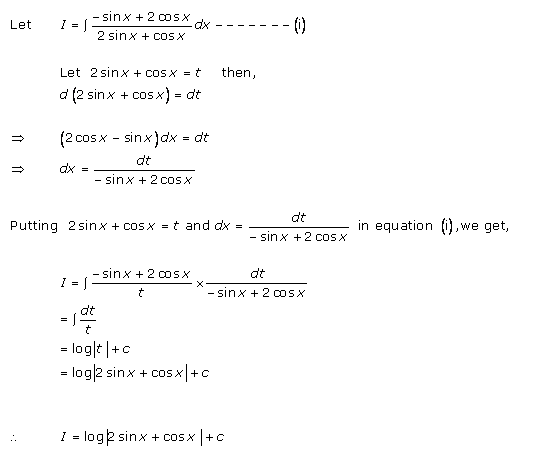 Let I = ∫ (-sin x + 2 cos x)/(2 sin x + cos x) dx ------- (i)
Let 2 sin x + cos x = t then,
d(2 sin x + cos x) = dt
⇒ (2 cos x - sin x)dx = dt
⇒ dx = dt/(-sin x + 2 cos x)
Putting 2 sin x + cos x = t and dx = dt/(-sin x + 2 cos x) in equation (i), we get,
I = ∫ (-sin x + 2 cos x)/t × dt/(-sin x + 2 cos x)
= ∫ dt/t
= log|t| + c
= log|2 sin x + cos x| + c
∴ I = log|2 sin x + cos x| + c